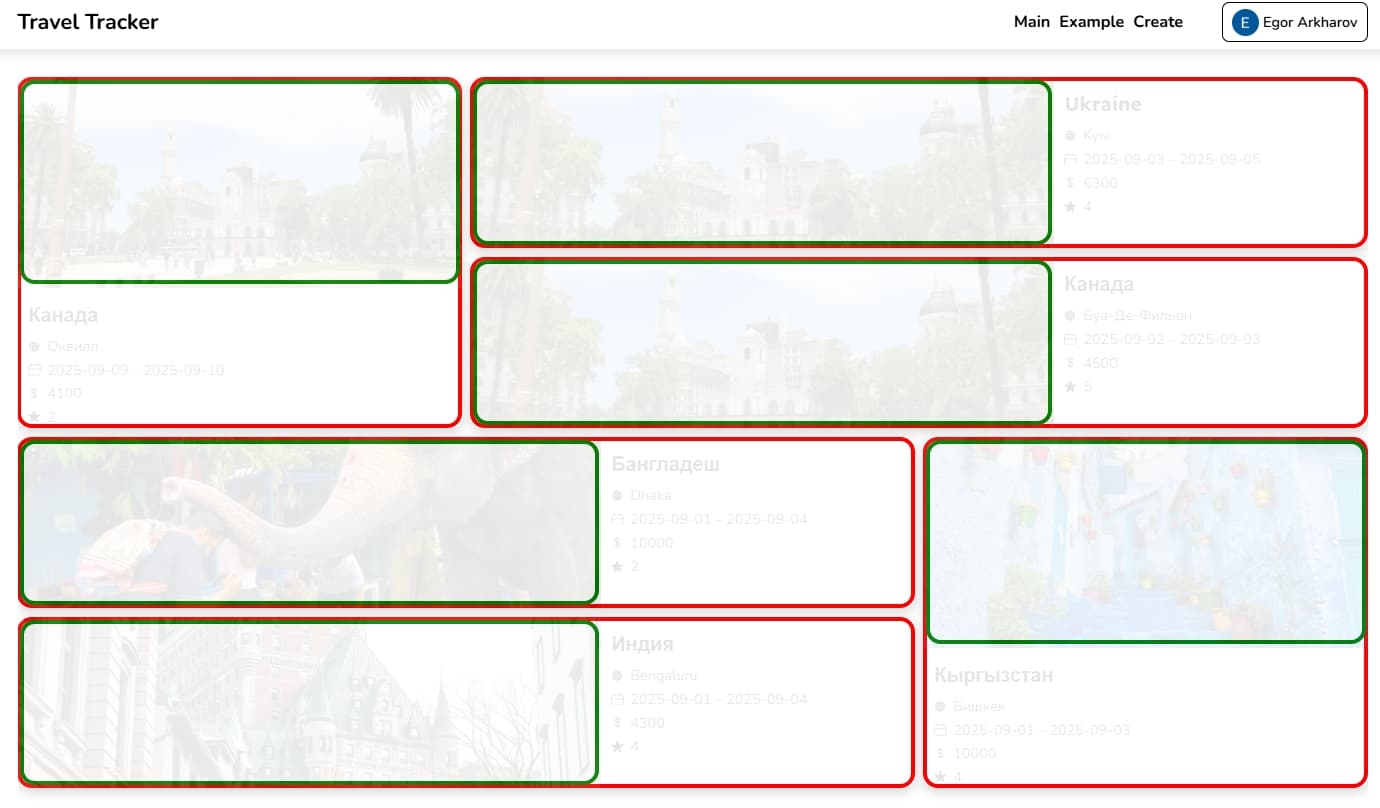 Travel Tracker
Main Example Create
E Egor Arkharov
Канада
Оквилл
2025-09-09 - 2025-09-10
4100
2
Ukraine
Kyiv
2025-09-03 - 2025-09-05
6300
4
Канада
Буа-Де-Фильон
2025-09-02 - 2025-09-03
4500
5
Бангладеш
Dhaka
2025-09-01 - 2025-09-04
10000
2
Индия
Bengaluru
2025-09-01 - 2025-09-04
4300
4
Кыргызстан
Бишкек
2025-09-01 - 2025-09-03
10000
4